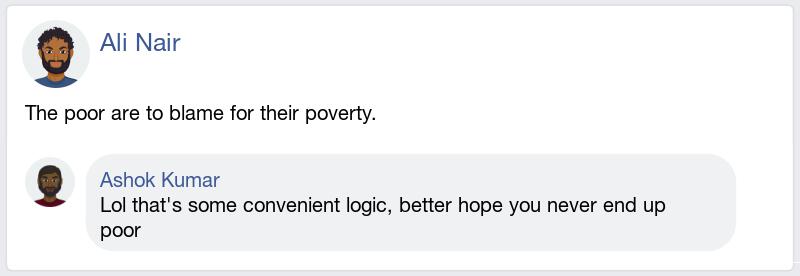 Ali Nair
The poor are to blame for their poverty.
Ashok Kumar
Lol that's some convenient logic, better hope you never end up
poor